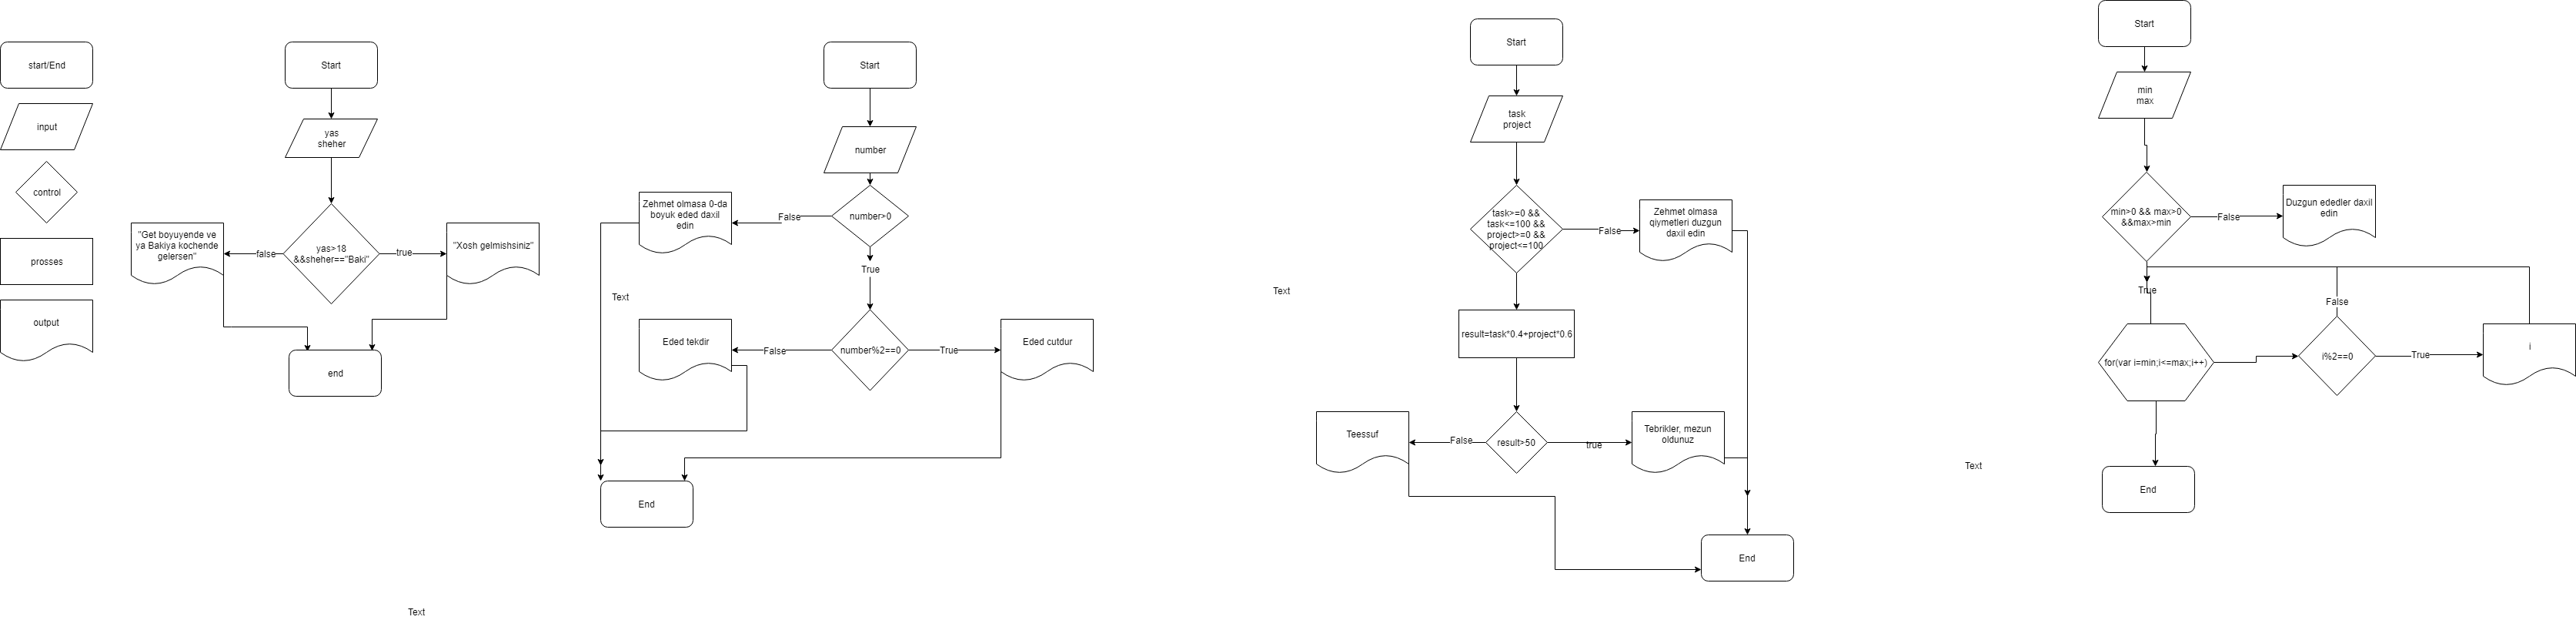 start/End
input
control
prosses
output
Start
yas
sheher
yas>18
&&sheher=="Baki"
false
true
"Get boyuyende ve
ya Bakiya kochende
gelersen"
"Xosh gelmishsiniz"
end
Text
Start
number
number>0
False
Zehmet olmasa 0-da
boyuk eded daxil
edin
True
Text
number%2==0
False
True
Eded tekdir
Eded cutdur
End
Text
Start
task
project
task>=0 &&
task<=100 &&
project>=0 &&
project<=100
False
Zehmet olmasa
qiymetleri duzgun
daxil edin
result=task*0.4+project*0.6
result>50
False
true
Teessuf
Tebrikler, mezun
oldunuz
End
Text
Start
min
max
min>0 && max>0
&&max>min
False
Duzgun ededler daxil
edin
True
for(var i=min;i<=max;i++)
False
i%2==0
True
i
End